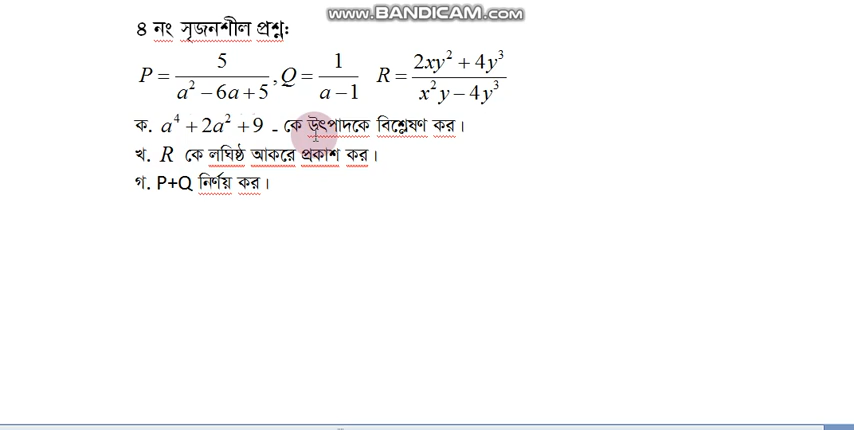 www.BANDICAM.com
৪ নং সৃজনশীল প্রশ্নঃ
P = 5/(a² − 6a + 5), Q = 1/(a − 1) R = (2xy² + 4y³)/(x²y − 4y³)
ক. a⁴ + 2a² + 9 - কে উৎপাদকে বিশ্লেষণ কর।
খ. R কে লঘিষ্ঠ আকরে প্রকাশ কর।
গ. P+Q নির্ণয় কর।